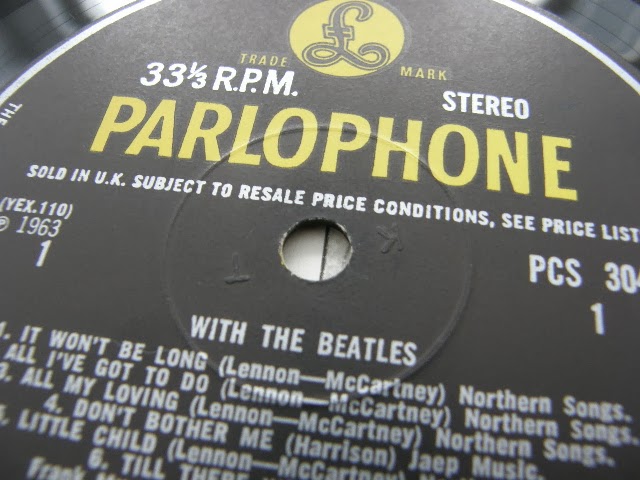 £
TRADE MARK
33⅓ R.P.M. STEREO
PARLOPHONE
SOLD IN U.K. SUBJECT TO RESALE PRICE CONDITIONS, SEE PRICE LIST
(YEX.110)
℗ 1963
1
PCS 304
1
WITH THE BEATLES
1. IT WON'T BE LONG (Lennon—McCartney) Northern Songs.
ALL I'VE GOT TO DO (Lennon—McCartney) Northern Songs.
3. ALL MY LOVING (Lennon—McCartney) Northern Songs.
4. DON'T BOTHER ME (Harrison) Jaep Music.
5. LITTLE CHILD (Lennon—McCartney)
6. TILL THERE
Frank
THE